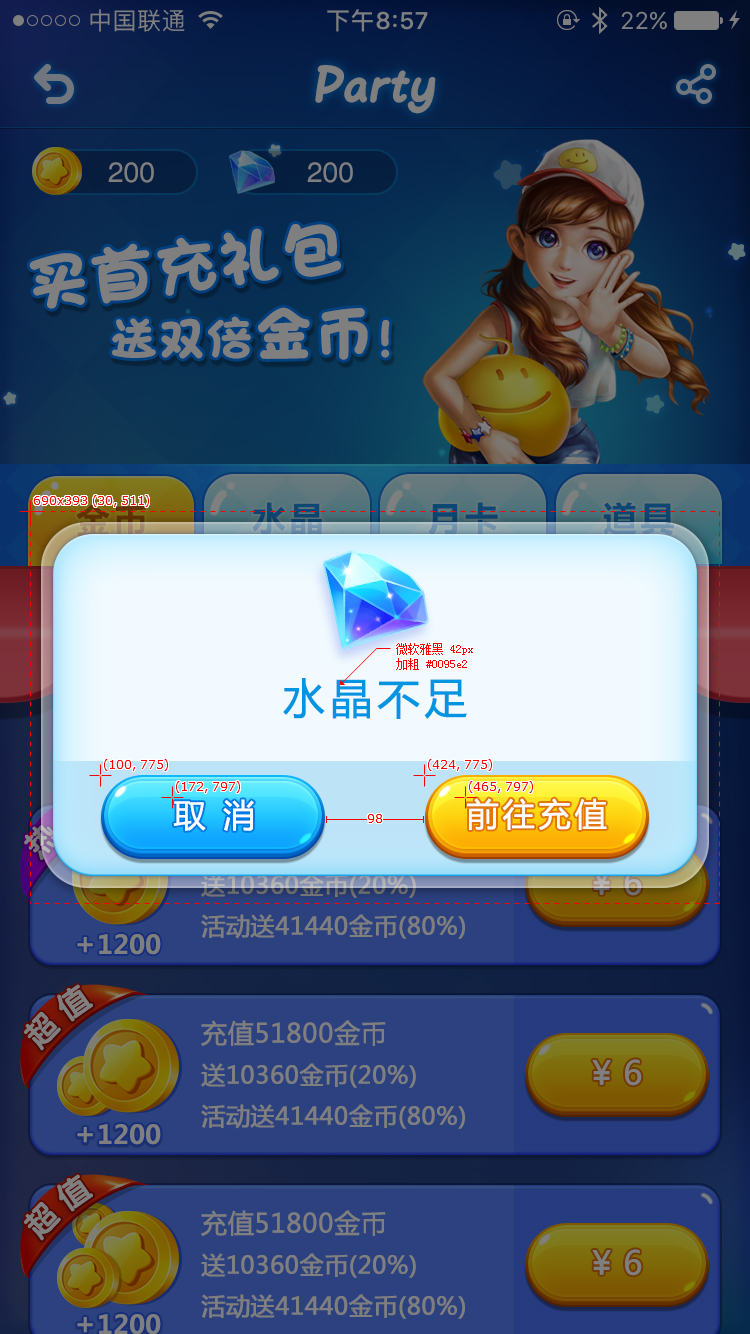 中国联通
下午8:57
22%
Party
200
200
买首充礼包
送双倍金币!
690x393 (30, 511)
金币
水晶
月卡
道具
微软雅黑 42px
加粗 #0095e2
水晶不足
(100, 775)
(424, 775)
(172, 797)
(465, 797)
取 消
98
前往充值
热
送10360金币(20%)
¥ 6
活动送41440金币(80%)
+1200
超值
充值51800金币
送10360金币(20%)
¥ 6
活动送41440金币(80%)
+1200
超值
充值51800金币
送10360金币(20%)
¥ 6
活动送41440金币(80%)
+1200